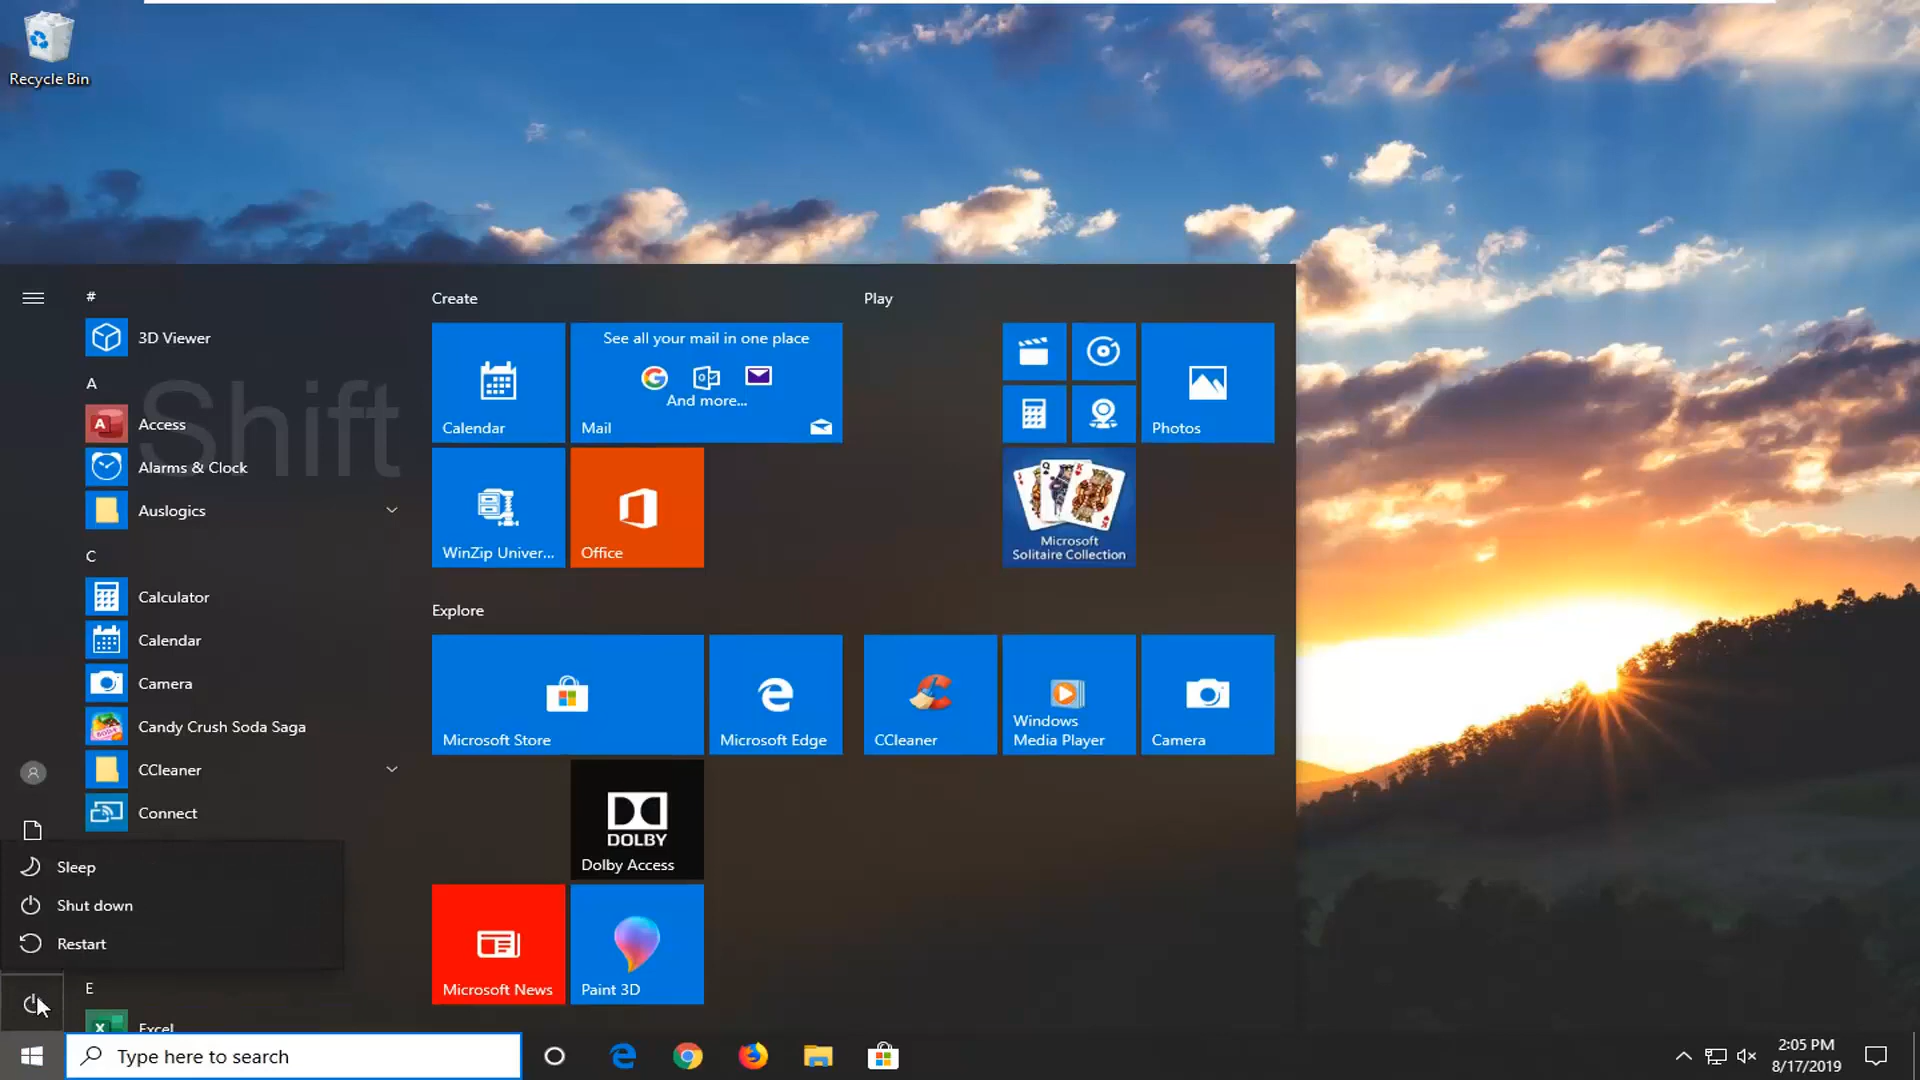 Recycle Bin
#
3D Viewer
A
Shift
Access
Alarms & Clock
Auslogics
C
Calculator
Calendar
Camera
Candy Crush Soda Saga
CCleaner
Connect
Sleep
Shut down
Restart
E
Excel
Create
Calendar
See all your mail in one place
And more...
Mail
WinZip Univer...
Office
Explore
Microsoft Store
Microsoft Edge
DOLBY
Dolby Access
Microsoft News
Paint 3D
Play
Photos
Microsoft
Solitaire Collection
CCleaner
Windows
Media Player
Camera
Type here to search
2:05 PM
8/17/2019